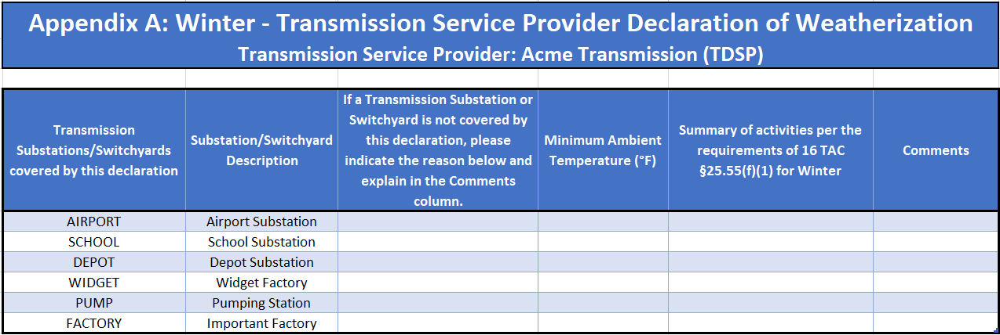 Appendix A: Winter - Transmission Service Provider Declaration of Weatherization
Transmission Service Provider: Acme Transmission (TDSP)
Transmission
Substations/Switchyards
covered by this declaration
Substation/Switchyard
Description
If a Transmission Substation or
Switchyard is not covered by
this declaration, please
indicate the reason below and
explain in the Comments
column.
Minimum Ambient
Temperature (°F)
Summary of activities per the
requirements of 16 TAC
§25.55(f)(1) for Winter
Comments
AIRPORT Airport Substation
SCHOOL School Substation
DEPOT Depot Substation
WIDGET Widget Factory
PUMP Pumping Station
FACTORY Important Factory